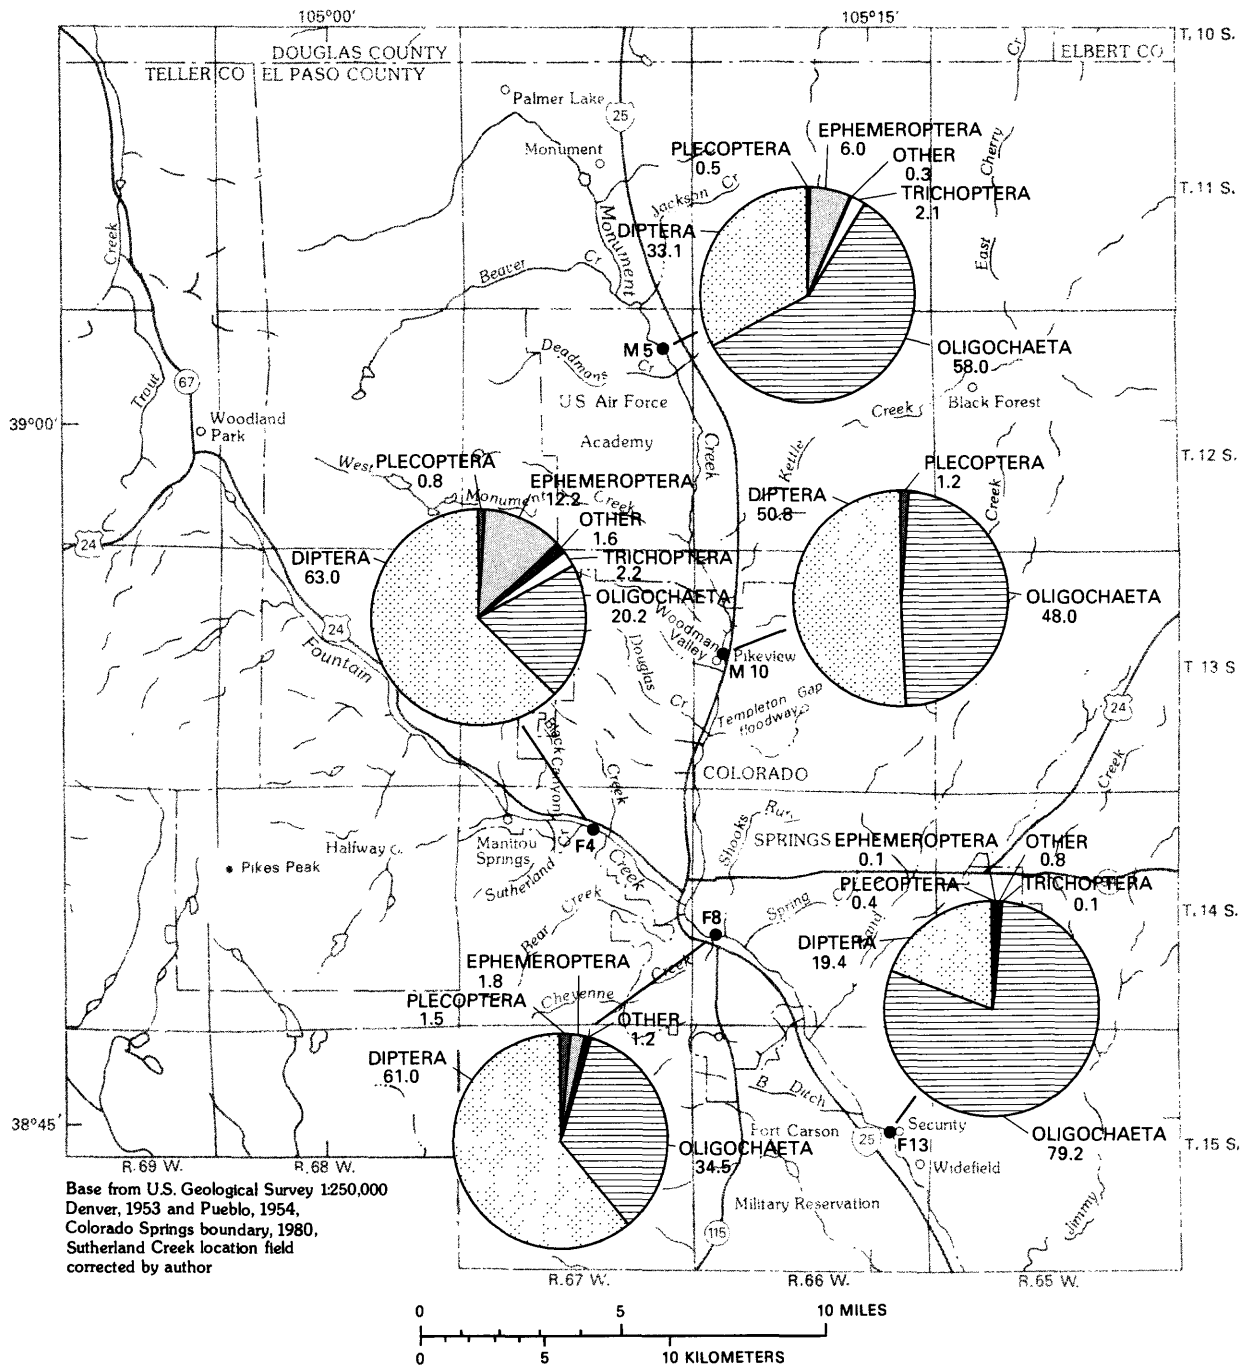 105°00'
105°15'
T. 10 S.
DOUGLAS COUNTY
ELBERT CO
TELLER CO
EL PASO COUNTY
Palmer Lake
25
Monument
PLECOPTERA
0.5
EPHEMEROPTERA
6.0
OTHER
0.3
TRICHOPTERA
2.1
East Cherry Cr
T. 11 S.
Jackson Cr
Monument
DIPTERA
33.1
Creek
Beaver Cr
M 5
Deadmans Cr
OLIGOCHAETA
58.0
Trout
67
US Air Force
Academy
Creek
Black Forest
39°00'
Woodland
Park
Creek
Kettle
T. 12 S.
West Monument Creek
PLECOPTERA
0.8
EPHEMEROPTERA
12.2
OTHER
1.6
TRICHOPTERA
2.2
OLIGOCHAETA
20.2
DIPTERA
63.0
PLECOPTERA
1.2
DIPTERA
50.8
Creek
OLIGOCHAETA
48.0
24
24
Fountain
Woodman
Valley
Pikeview
M 10
Douglas Cr
T 13 S
Templeton Gap
floodway
24
Black Canyon
Creek
COLORADO
Creek
Shooks Run
SPRINGS
EPHEMEROPTERA
0.1
OTHER
0.8
PLECOPTERA
0.4
TRICHOPTERA
0.1
Halfway
Manitou
Springs
F4
Pikes Peak
Sutherland Cr
Creek
Bear Creek
F8
Spring
T. 14 S.
DIPTERA
19.4
EPHEMEROPTERA
1.8
Cheyenne Creek
PLECOPTERA
1.5
OTHER
1.2
DIPTERA
61.0
B Ditch
38°45'
Fort Carson
25
Security
F13
OLIGOCHAETA
79.2
T. 15 S.
OLIGOCHAETA
34.5
Widefield
R.69 W.
R.68 W.
Military Reservation
115
Jimmy
Base from U.S. Geological Survey 1:250,000
Denver, 1953 and Pueblo, 1954,
Colorado Springs boundary, 1980,
Sutherland Creek location field
corrected by author
R.67 W.
R.66 W.
R.65 W.
0 5 10 MILES
0 5 10 KILOMETERS